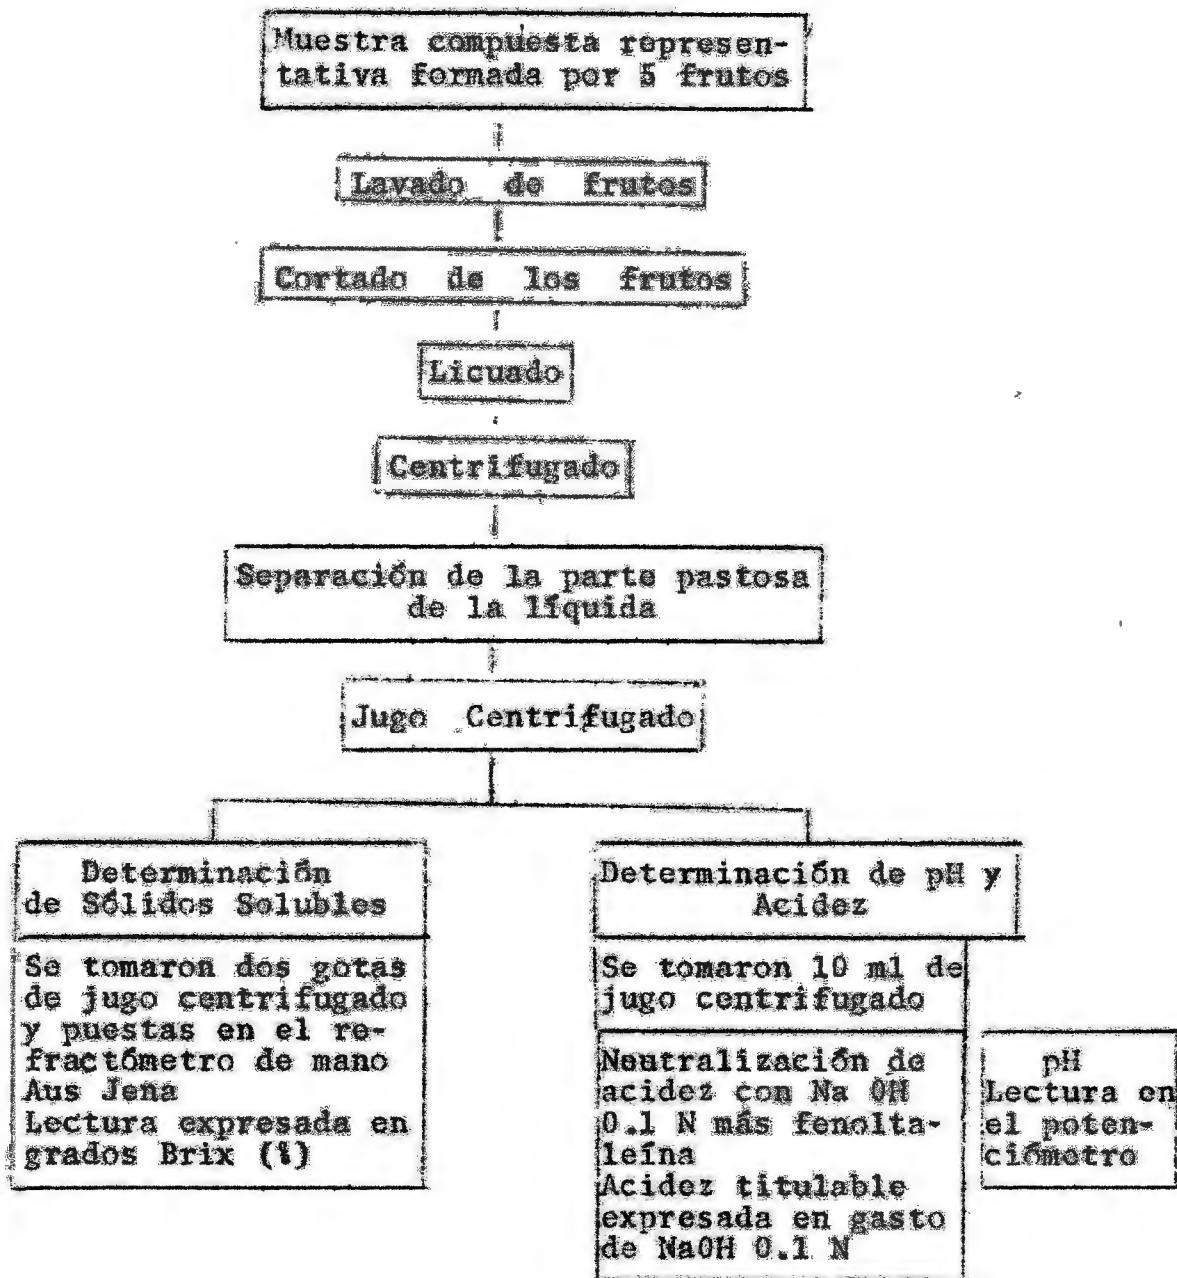 Muestra compuesta represen-
tativa formada por 5 frutos
Lavado de frutos
Cortado de los frutos
Licuado
Centrifugado
Separación de la parte pastosa
de la líquida
Jugo Centrifugado
Determinación
de Sólidos Solubles
Se tomaron dos gotas
de jugo centrifugado
y puestas en el re-
fractómetro de mano
Aus Jena
Lectura expresada en
grados Brix (%)
Determinación de pH y
Acidez
Se tomaron 10 ml de
jugo centrifugado
Neutralización de
acidez con Na OH
0.1 N más fenolta-
leína
Acidez titulable
expresada en gasto
de NaOH 0.1 N
pH
Lectura en
el poten-
ciómetro